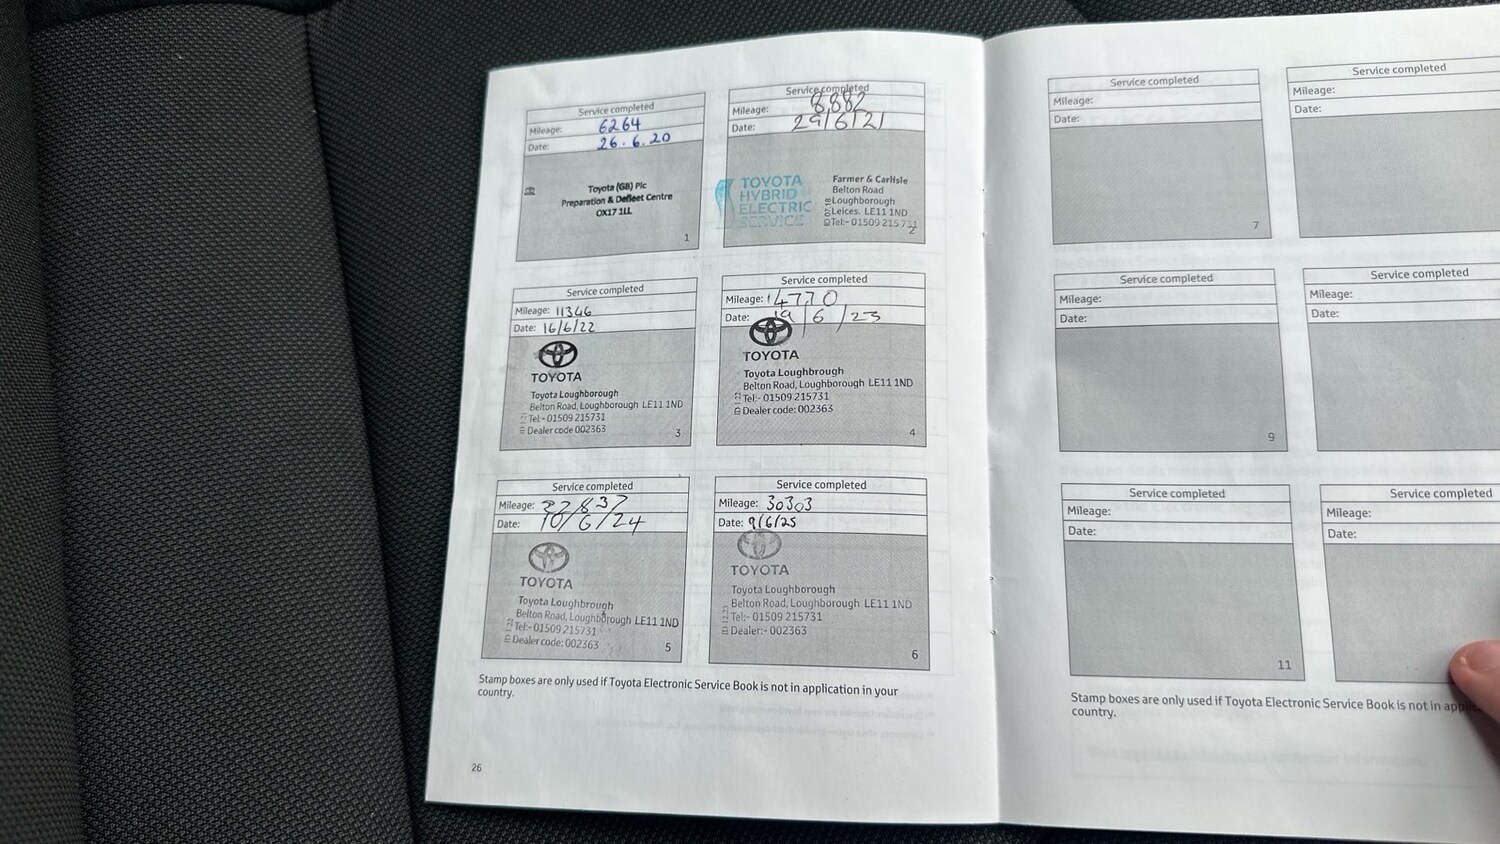 Service completed
Mileage: 6264
Date: 26.6.20
Toyota (GB) Plc
Preparation & Defleet Centre
OX17 1LL
1
Service completed
Mileage: 8,882
Date: 29/6/21
TOYOTA
HYBRID
ELECTRIC
SERVICE
Farmer & Carlisle
Belton Road
Loughborough
Leices. LE11 1ND
Tel:- 01509 215731
2
Service completed
Mileage: 11346
Date: 16/6/22
TOYOTA
Toyota Loughborough
Belton Road, Loughborough LE11 1ND
Tel:- 01509 215731
Dealer code 002363
3
Service completed
Mileage: 14770
Date: 19/6/23
TOYOTA
Toyota Loughbrough
Belton Road, Loughborough LE11 1ND
Tel:- 01509 215731
Dealer code: 002363
4
Service completed
Mileage: 22837
Date: 10/6/24
TOYOTA
Toyota Loughbrough
Belton Road, Loughborough LE11 1ND
Tel:- 01509 215731
Dealer code: 002363
5
Service completed
Mileage: 30303
Date: 9/6/25
TOYOTA
Toyota Loughborough
Belton Road, Loughborough LE11 1ND
Tel:- 01509 215731
Dealer:- 002363
6
Stamp boxes are only used if Toyota Electronic Service Book is not in application in your
country.
26
Service completed
Mileage:
Date:
7
Service completed
Mileage:
Date:
Service completed
Mileage:
Date:
9
Service completed
Mileage:
Date:
Service completed
Mileage:
Date:
11
Service completed
Mileage:
Date:
Stamp boxes are only used if Toyota Electronic Service Book is not in
country.